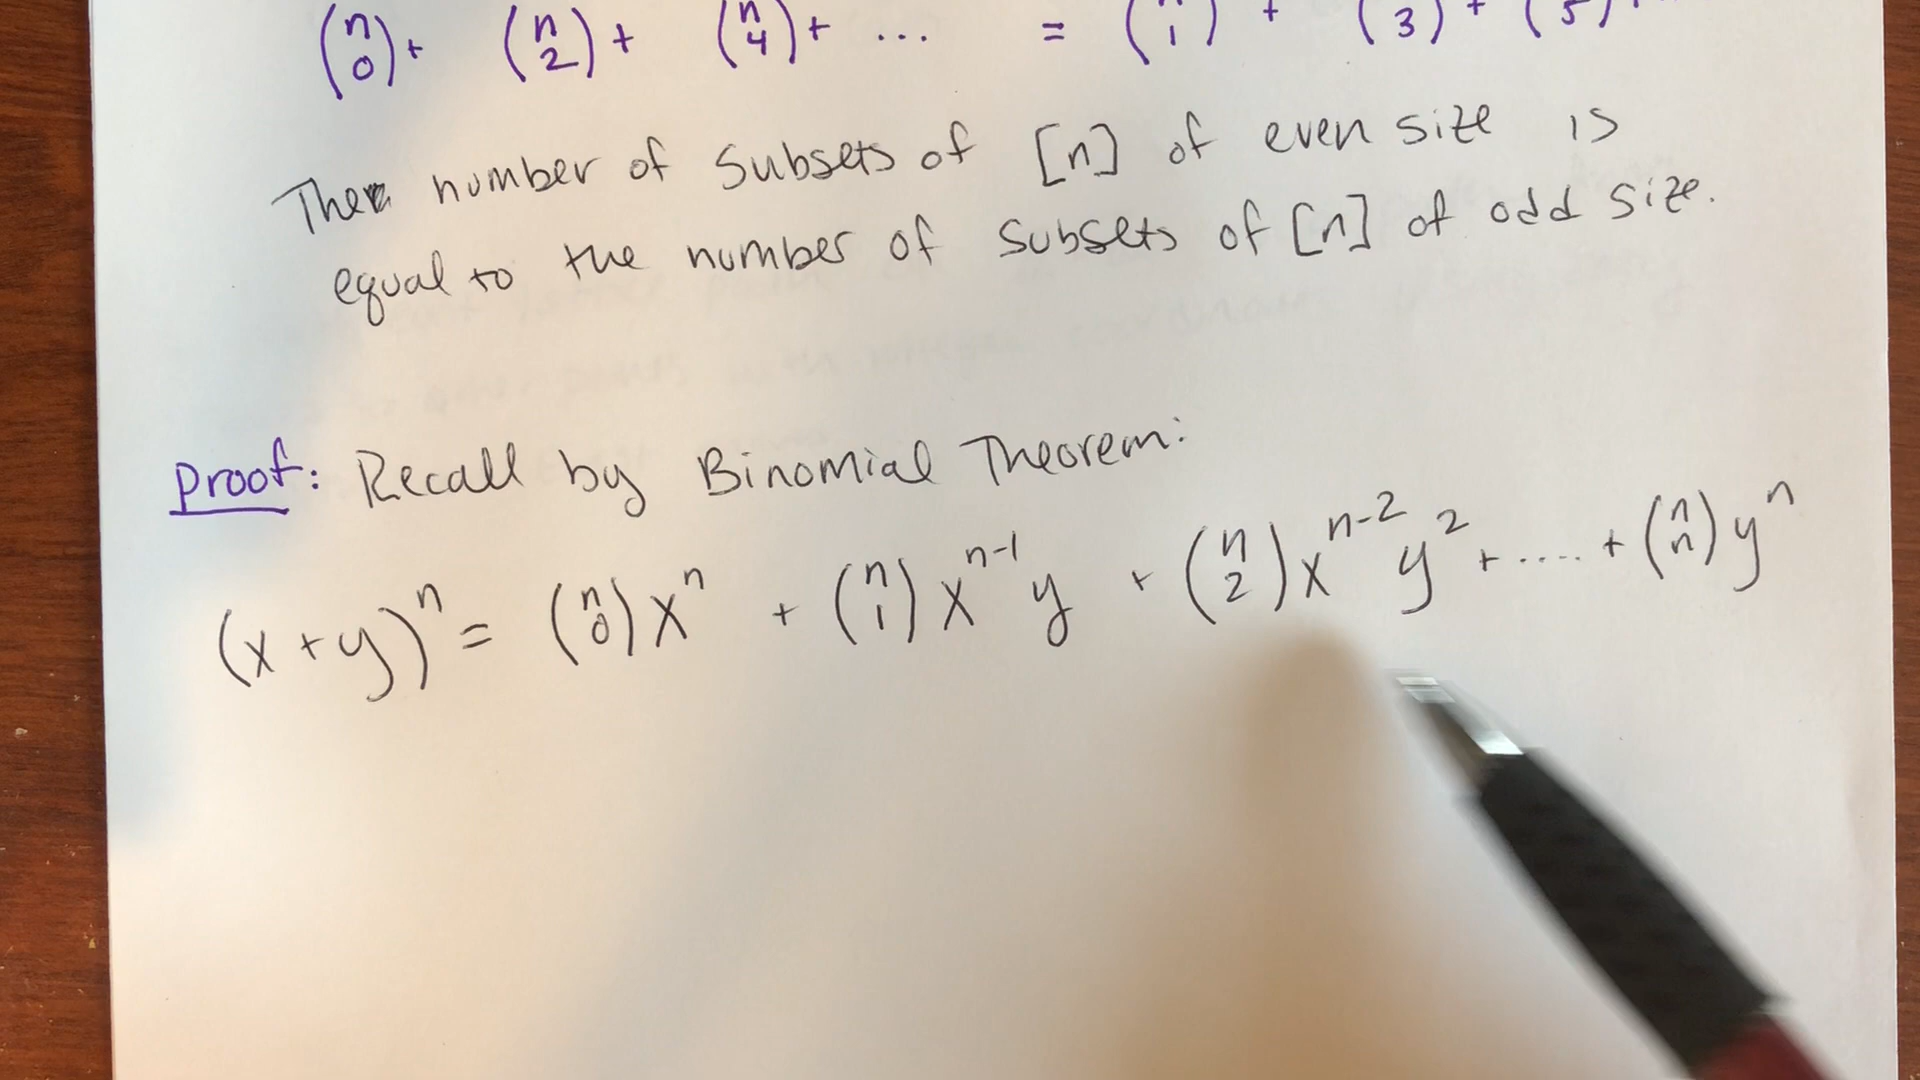 (n 0) + (n 2) + (n 4) + ... = (n 1) + (n 3) + (n 5) +
The number of subsets of [n] of even size is
equal to the number of subsets of [n] of odd size.
Proof: Recall by Binomial Theorem:
(x+y)^n = (n 0)x^n + (n 1)x^{n-1}y + (n 2)x^{n-2}y^2 + .... + (n n)y^n